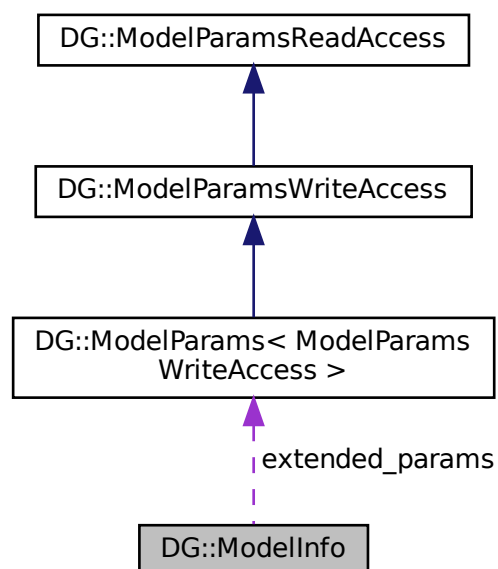 DG::ModelParamsReadAccess
DG::ModelParamsWriteAccess
DG::ModelParams< ModelParams
WriteAccess >
extended_params
DG::ModelInfo